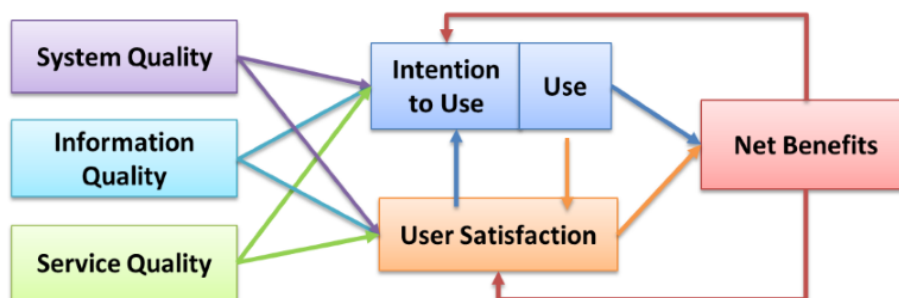 System Quality
Information
Quality
Service Quality
Intention
to Use
Use
User Satisfaction
Net Benefits